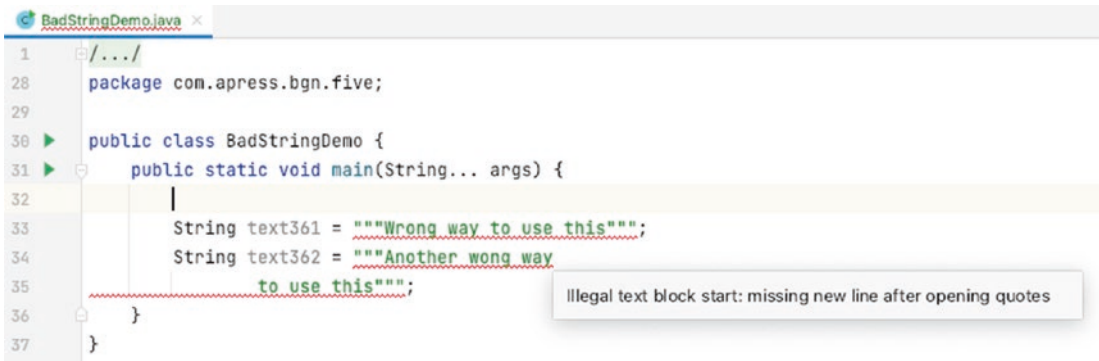 BadStringDemo.java ×
1 /.../
28 package com.apress.bgn.five;
29
30 public class BadStringDemo {
31 public static void main(String... args) {
32
33 String text361 = """Wrong way to use this""";
34 String text362 = """Another wong way
35 to use this""";
Illegal text block start: missing new line after opening quotes
36 }
37 }